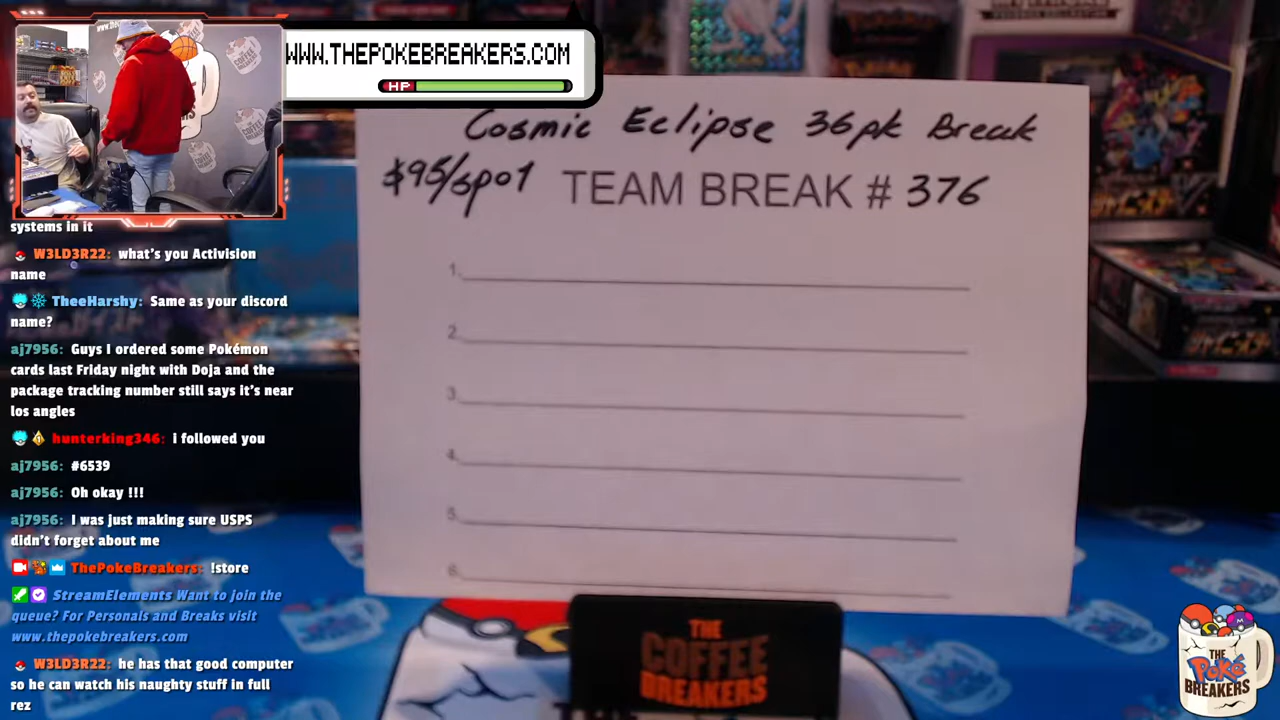 WWW.THEPOKEBREAKERS.COM
HP
Cosmic Eclipse 36pk Break
$95/spot TEAM BREAK # 376
1.
2.
3.
4.
5.
6.
systems in it
W3LD3R22: what's you Activision
name
TheeHarshy: Same as your discord
name?
aj7956: Guys I ordered some Pokémon
cards last Friday night with Doja and the
package tracking number still says it's near
los angles
hunterking346: i followed you
aj7956: #6539
aj7956: Oh okay !!!
aj7956: I was just making sure USPS
didn't forget about me
ThePokeBreakers: !store
StreamElements Want to join the
queue? For Personals and Breaks visit
www.thepokebreakers.com
W3LD3R22: he has that good computer
so he can watch his naughty stuff in full
rez
THE
COFFEE
BREAKERS
THE
Poké
BREAKERS